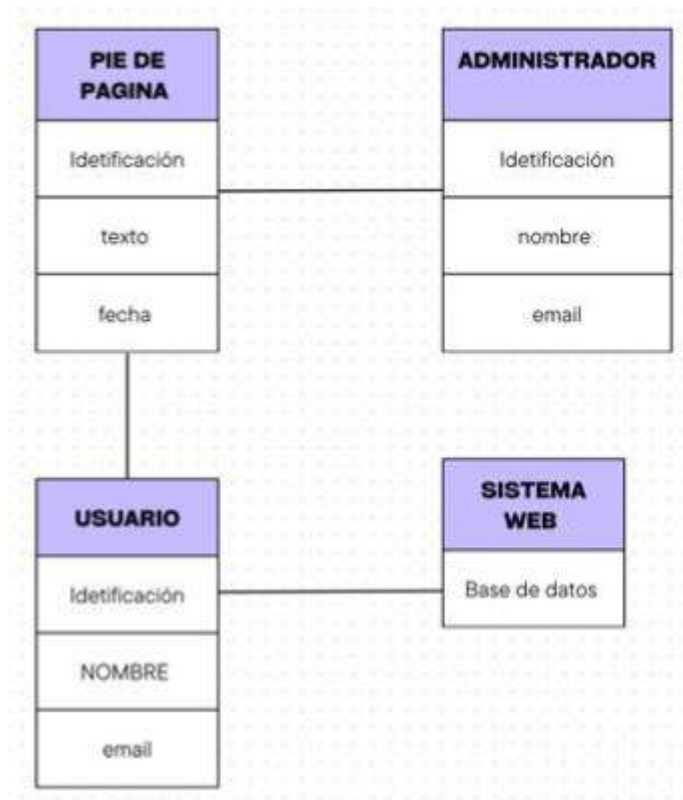 PIE DE
PAGINA
Idetificación
texto
fecha
ADMINISTRADOR
Idetificación
nombre
email
USUARIO
Idetificación
NOMBRE
email
SISTEMA
WEB
Base de datos